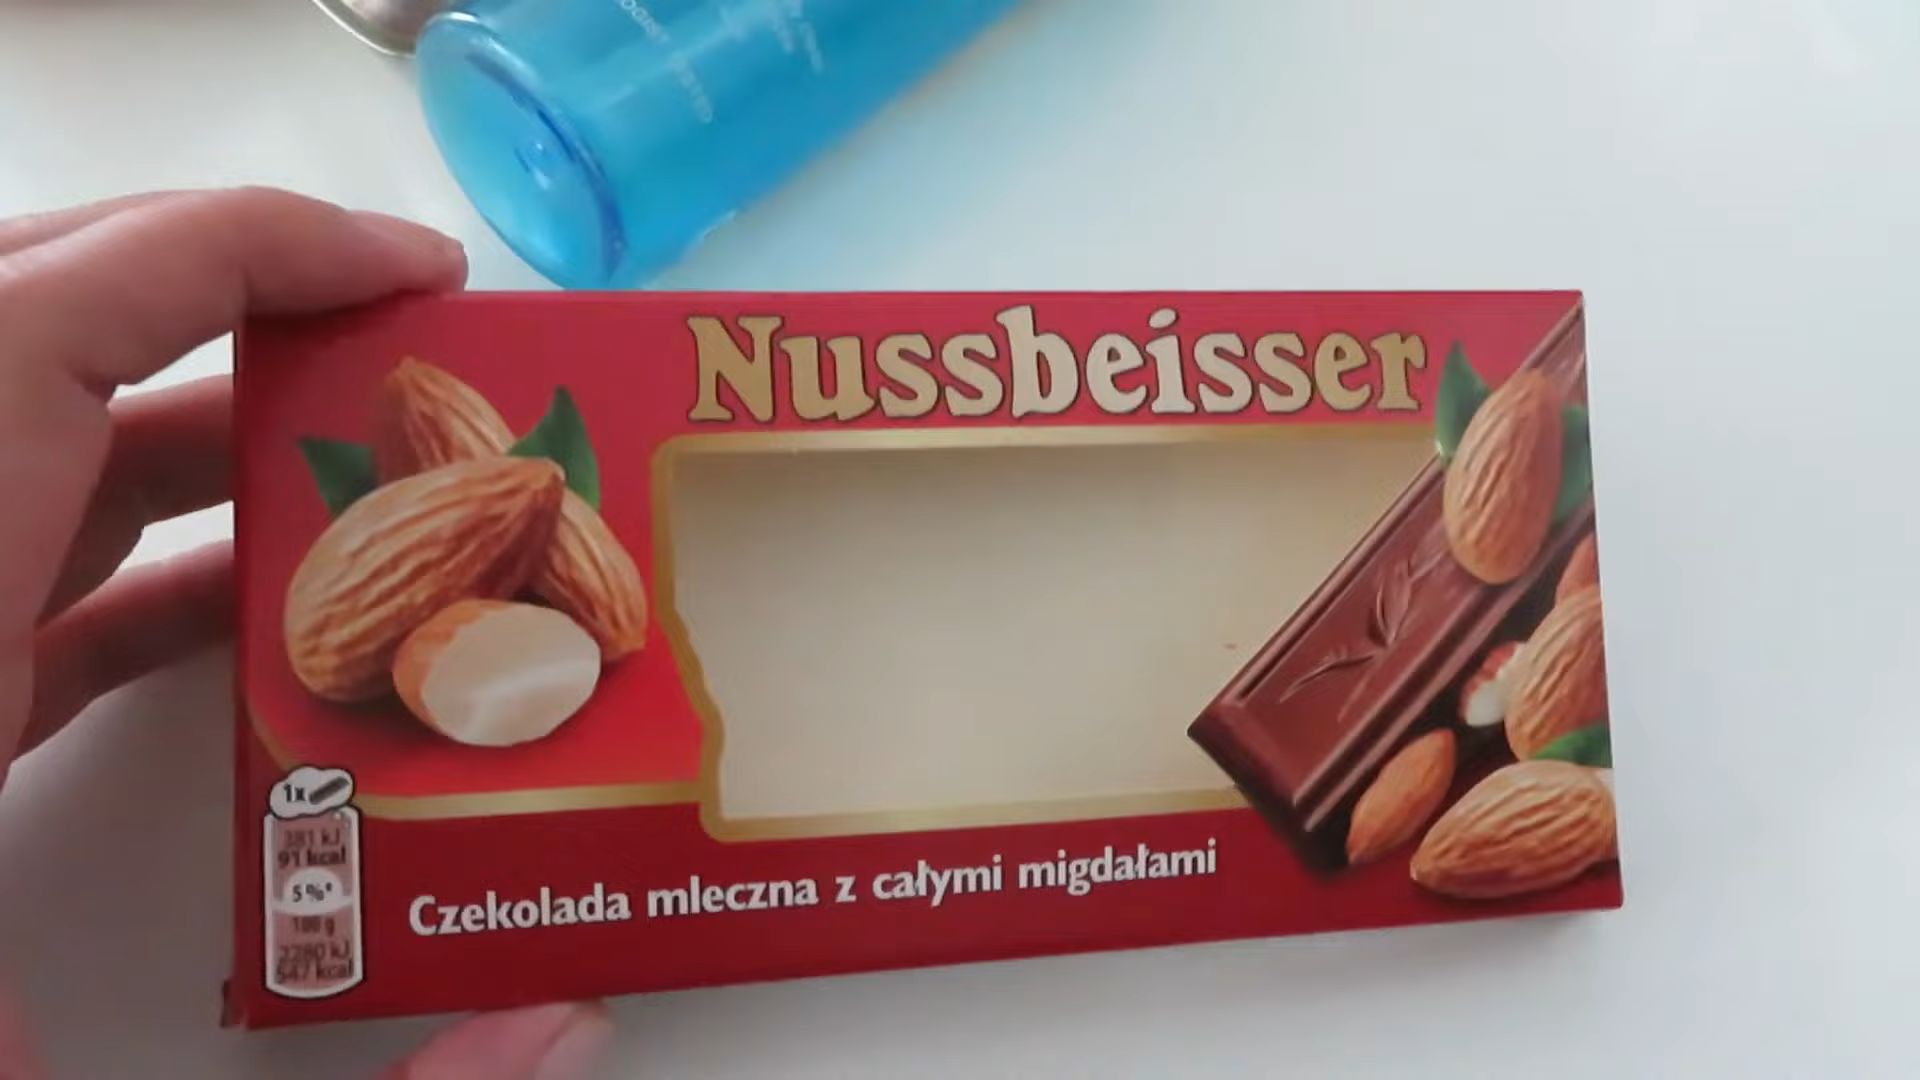 Nussbeisser
1x
381 kJ
91 kcal
5%*
100 g
2280 kJ
547 kcal
Czekolada mleczna z całymi migdałami